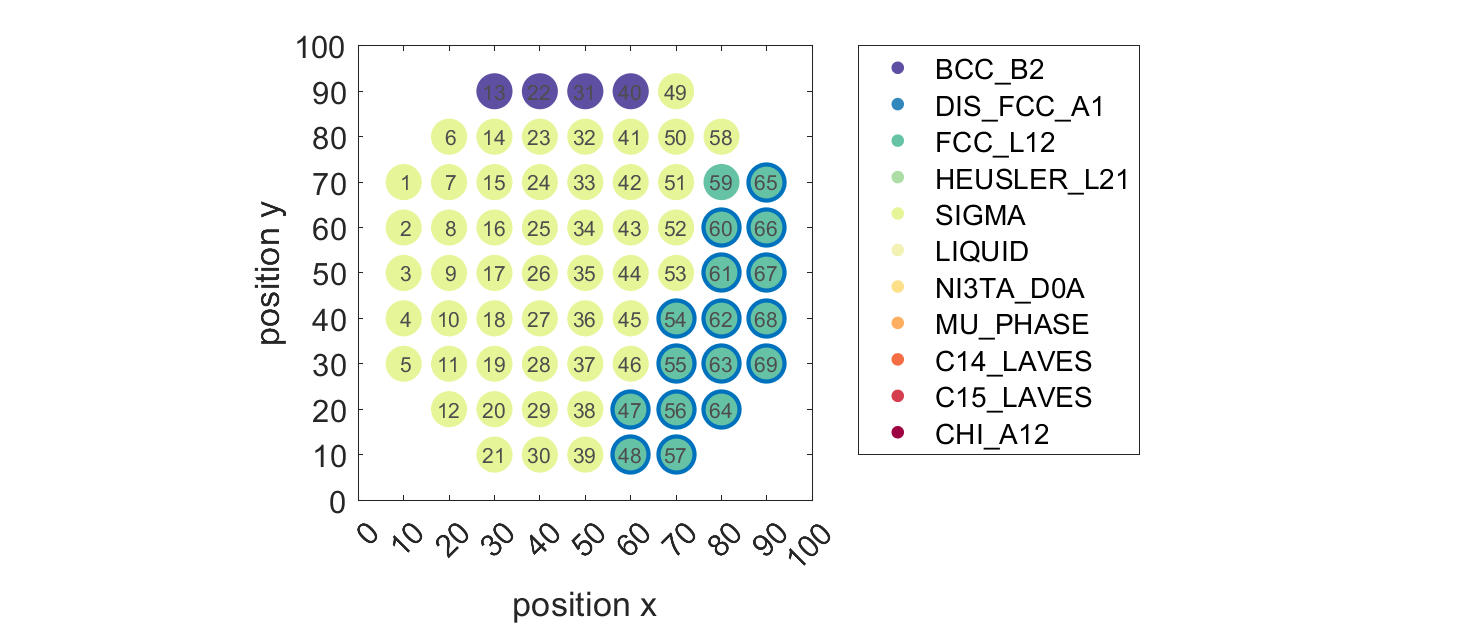 100
90
80
70
60
50
40
30
20
10
0
position y
13 22 31 40 49
6 14 23 32 41 50 58
1 7 15 24 33 42 51 59 65
2 8 16 25 34 43 52 60 66
3 9 17 26 35 44 53 61 67
4 10 18 27 36 45 54 62 68
5 11 19 28 37 46 55 63 69
12 20 29 38 47 56 64
21 30 39 48 57
0 10 20 30 40 50 60 70 80 90 100
position x
BCC_B2
DIS_FCC_A1
FCC_L12
HEUSLER_L21
SIGMA
LIQUID
NI3TA_D0A
MU_PHASE
C14_LAVES
C15_LAVES
CHI_A12